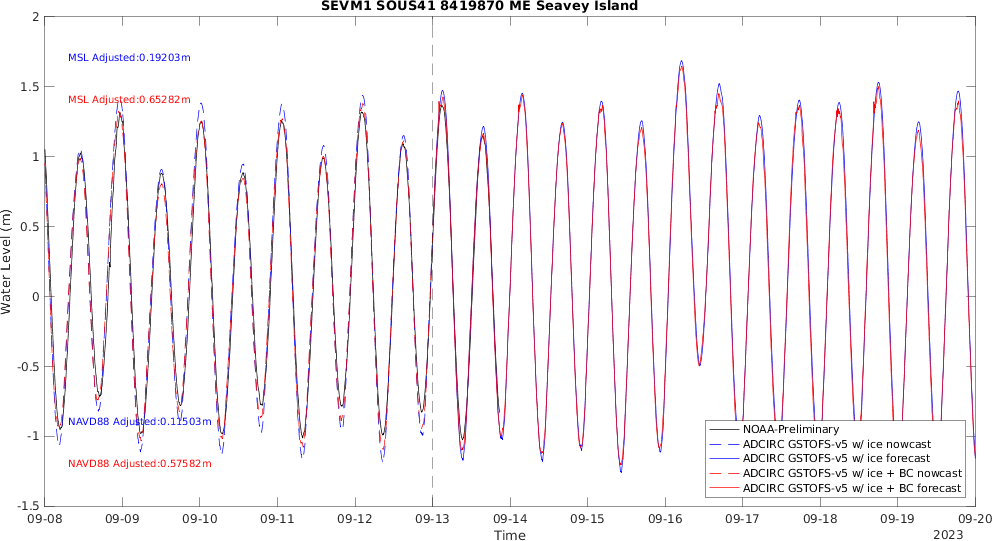 SEVM1 SOUS41 8419870 ME Seavey Island
2
1.5
1
0.5
0
-0.5
-1
-1.5
Water Level (m)
MSL Adjusted:0.19203m
MSL Adjusted:0.65282m
NAVD88 Adjusted:0.11503m
NAVD88 Adjusted:0.57582m
NOAA-Preliminary
ADCIRC GSTOFS-v5 w/ ice nowcast
ADCIRC GSTOFS-v5 w/ ice forecast
ADCIRC GSTOFS-v5 w/ ice + BC nowcast
ADCIRC GSTOFS-v5 w/ ice + BC forecast
09-08 09-09 09-10 09-11 09-12 09-13 09-14 09-15 09-16 09-17 09-18 09-19 09-20
Time
2023